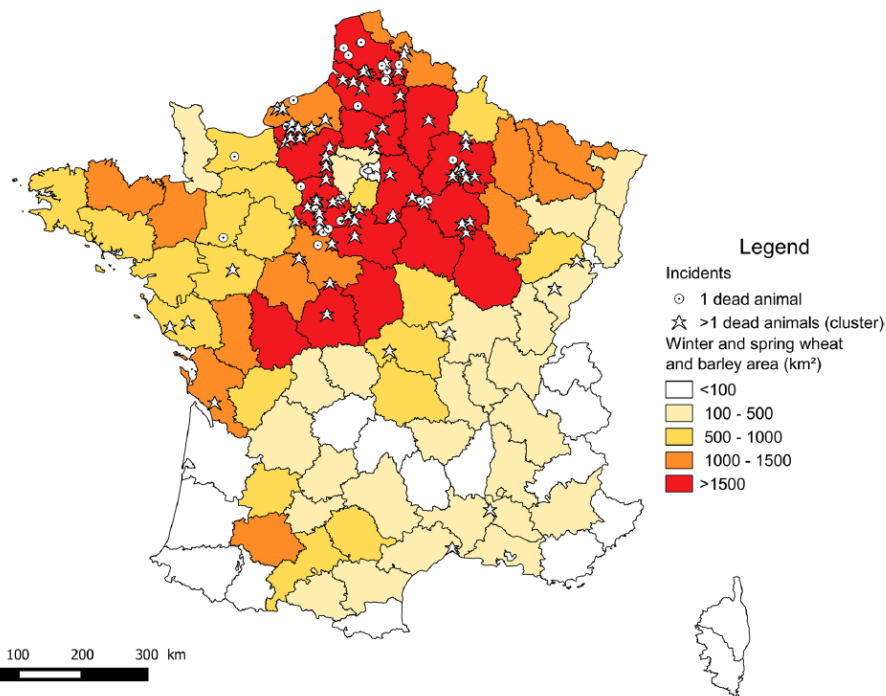 Legend
Incidents
1 dead animal
>1 dead animals (cluster)
Winter and spring wheat
and barley area (km²)
<100
100 - 500
500 - 1000
1000 - 1500
>1500
100 200 300 km